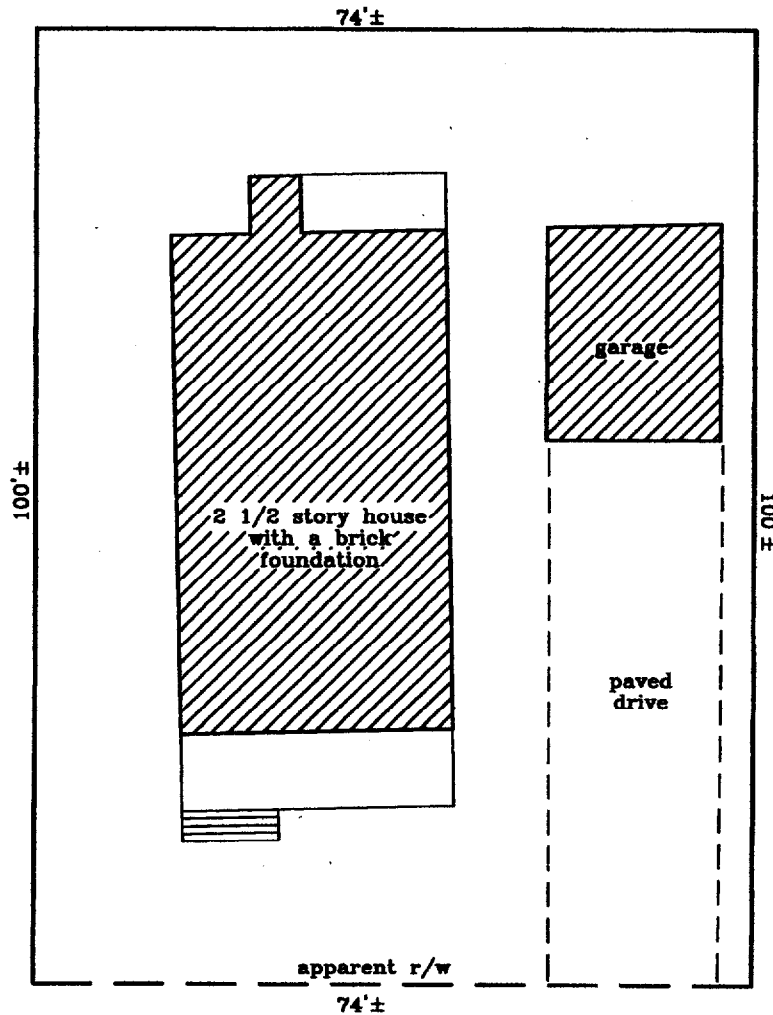 74'±
garage
100'±
100'±
2 1/2 story house
with a brick
foundation
paved
drive
apparent r/w
74'±